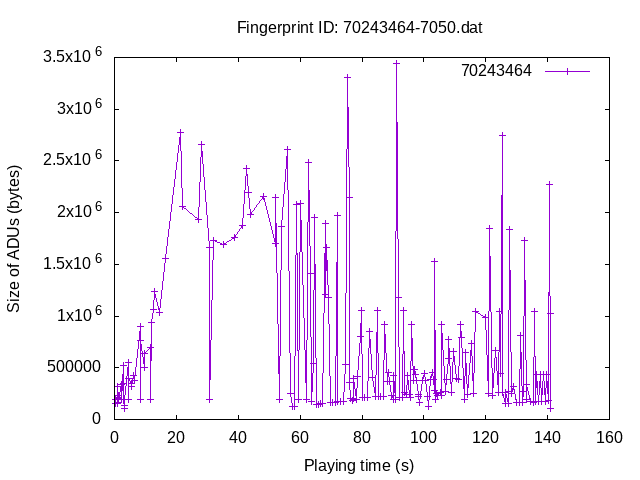 Fingerprint ID: 70243464-7050.dat
3.5x10^6
3x10^6
2.5x10^6
2x10^6
1.5x10^6
1x10^6
500000
0
70243464
Size of ADUs (bytes)
0 20 40 60 80 100 120 140 160
Playing time (s)